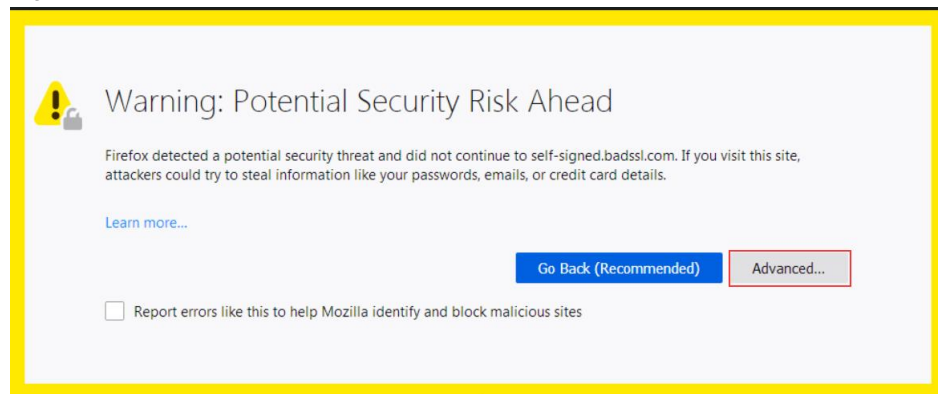 Warning: Potential Security Risk Ahead
Firefox detected a potential security threat and did not continue to self-signed.badssl.com. If you visit this site,
attackers could try to steal information like your passwords, emails, or credit card details.
Learn more...
Go Back (Recommended)
Advanced...
Report errors like this to help Mozilla identify and block malicious sites